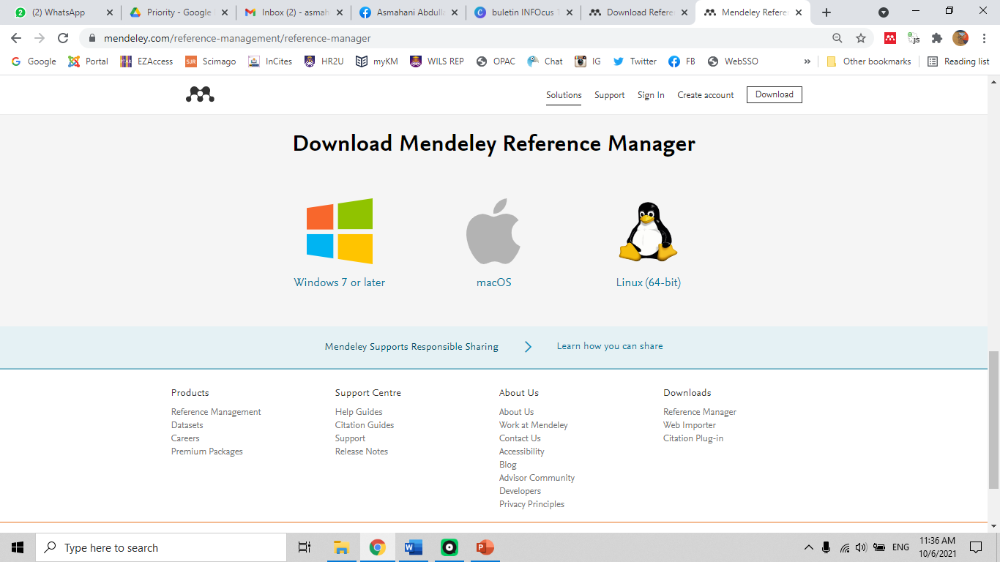 (2) WhatsApp
Priority - Google
Inbox (2) - asmah
Asmahani Abdulla
buletin INFOcus
Download Refere
Mendeley Refere
mendeley.com/reference-management/reference-manager
Google
Portal
EZAccess
SJR Scimago
InCites
HR2U
myKM
WILS REP
OPAC
Chat
IG
Twitter
FB
WebSSO
»
Other bookmarks
Reading list
Solutions
Support
Sign In
Create account
Download
Download Mendeley Reference Manager
Windows 7 or later
macOS
Linux (64-bit)
Mendeley Supports Responsible Sharing
Learn how you can share
Products
Reference Management
Datasets
Careers
Premium Packages
Support Centre
Help Guides
Citation Guides
Support
Release Notes
About Us
About Us
Work at Mendeley
Contact Us
Accessibility
Blog
Advisor Community
Developers
Privacy Principles
Downloads
Reference Manager
Web Importer
Citation Plug-in
Type here to search
ENG
11:36 AM
10/6/2021